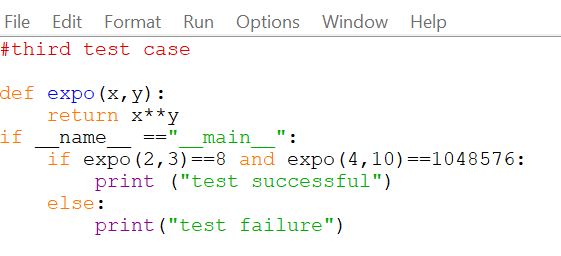 File Edit Format Run Options Window Help
#third test case
def expo(x,y):
    return x**y
if __name__ =="__main__":
    if expo(2,3)==8 and expo(4,10)==1048576:
        print ("test successful")
    else:
        print("test failure")